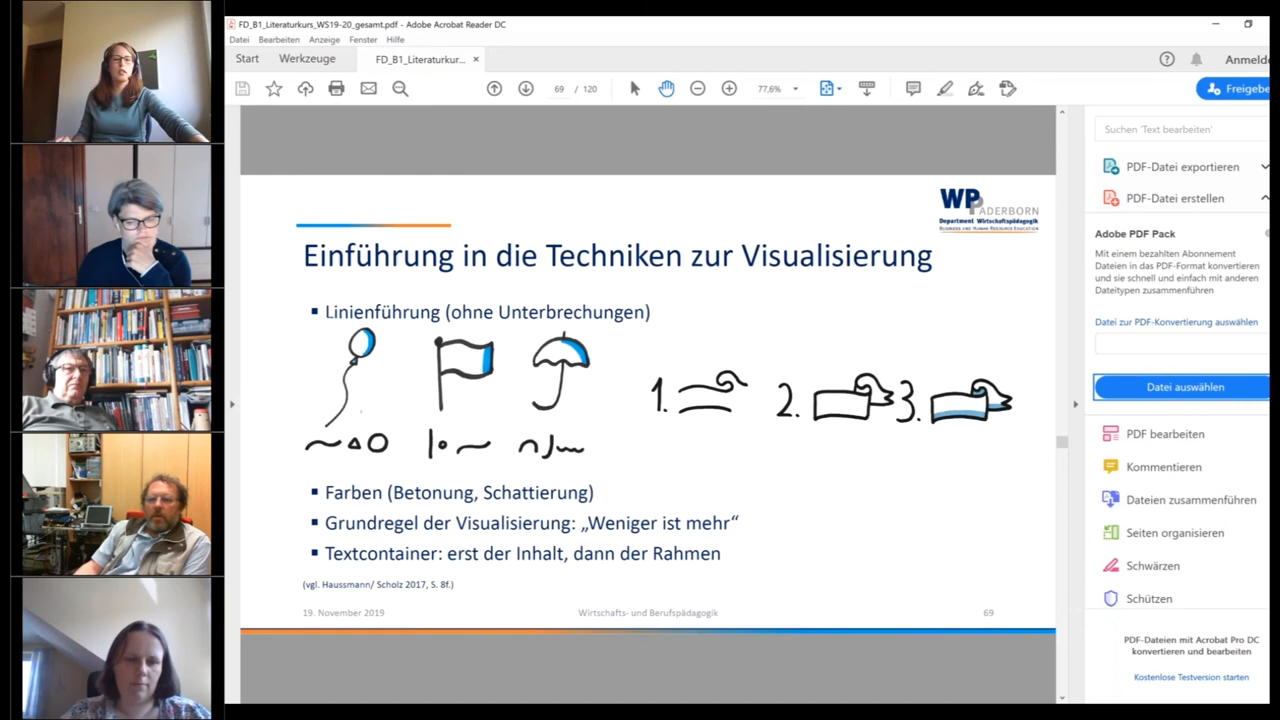 FD_B1_Literaturkurs_WS19-20_gesamt.pdf - Adobe Acrobat Reader DC
Datei Bearbeiten Anzeige Fenster Hilfe
Start Werkzeuge FD_B1_Literaturkur... ×
Anmelde
69 / 120 77,6% Freigebe
Suchen 'Text bearbeiten'
PDF-Datei exportieren
PDF-Datei erstellen
Adobe PDF Pack
Mit einem bezahlten Abonnement
Dateien in das PDF-Format konvertieren
und sie schnell und einfach mit anderen
Dateitypen zusammenführen
Datei zur PDF-Konvertierung auswählen
Datei auswählen
PDF bearbeiten
Kommentieren
Dateien zusammenführen
Seiten organisieren
Schwärzen
Schützen
PDF-Dateien mit Acrobat Pro DC
konvertieren und bearbeiten
Kostenlose Testversion starten
WP PADERBORN
Department Wirtschaftspädagogik
BUSINESS AND HUMAN RESOURCE EDUCATION
Einführung in die Techniken zur Visualisierung
▪ Linienführung (ohne Unterbrechungen)
1. 2. 3.
▪ Farben (Betonung, Schattierung)
▪ Grundregel der Visualisierung: „Weniger ist mehr“
▪ Textcontainer: erst der Inhalt, dann der Rahmen
(vgl. Haussmann/ Scholz 2017, S. 8f.)
19. November 2019 Wirtschafts- und Berufspädagogik 69